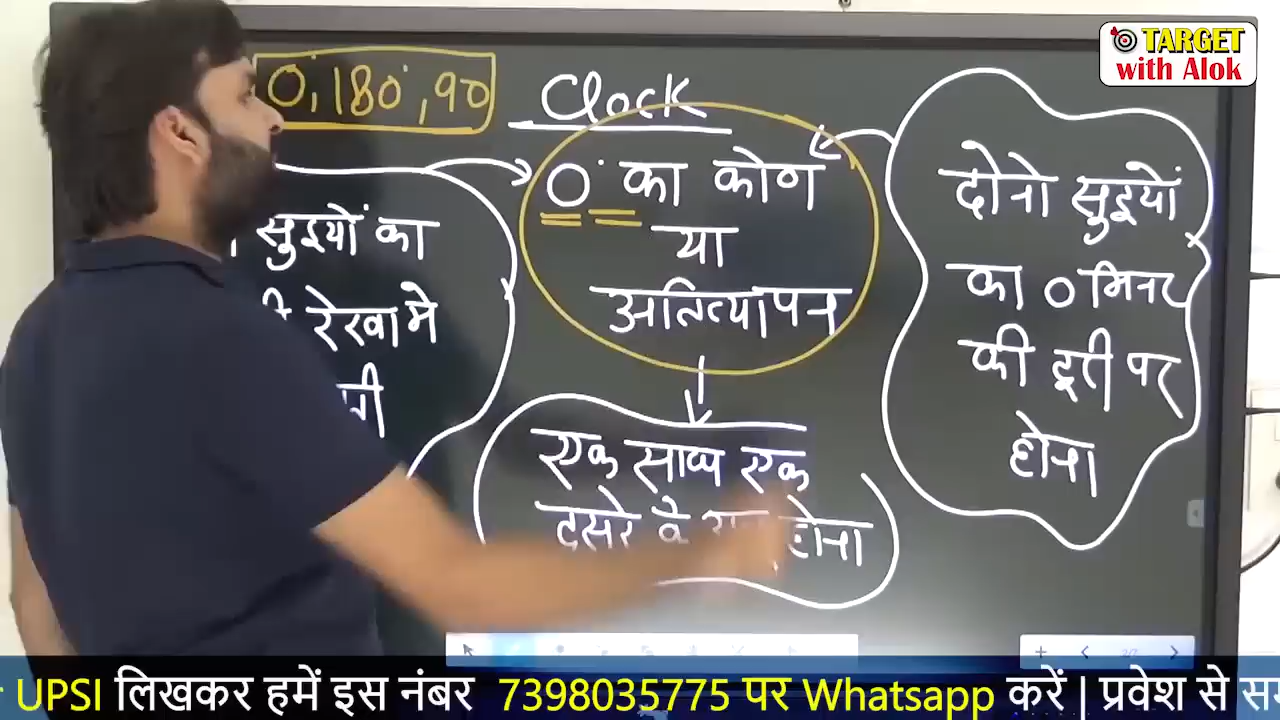 TARGET
with Alok
0°, 180°, 90
Clock
0° का कोण
या
अतिव्यापन
सुइयों का
रेखा मे
दोनो सुइयों
का 0 मिनट
की दूरी पर
होना
एक साथ एक
दूसरे के होना
UPSI लिखकर हमें इस नंबर 7398035775 पर Whatsapp करें | प्रवेश से